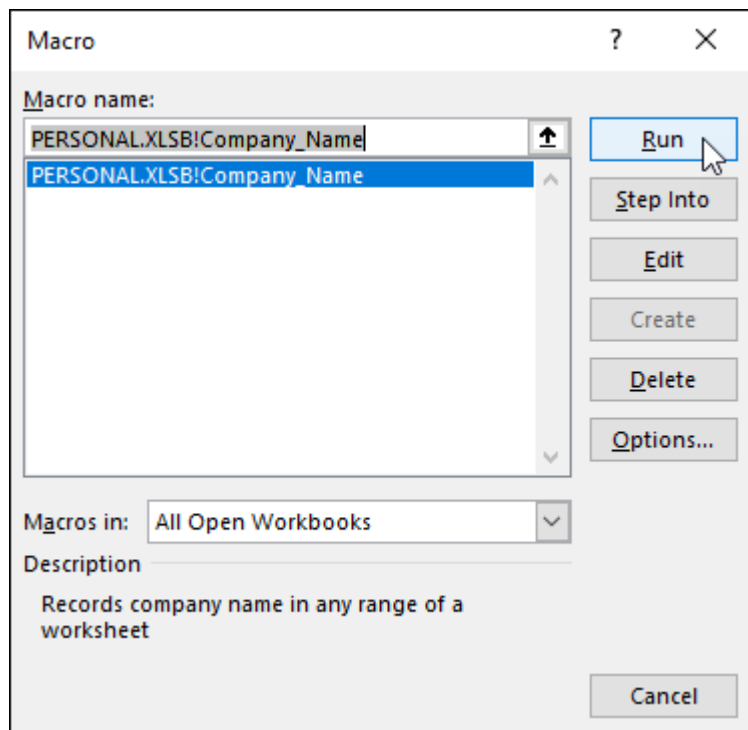 Macro
?
Macro name:
PERSONAL.XLSB!Company_Name
PERSONAL.XLSB!Company_Name
Run
Step Into
Edit
Create
Delete
Options...
Macros in: All Open Workbooks
Description
Records company name in any range of a
worksheet
Cancel